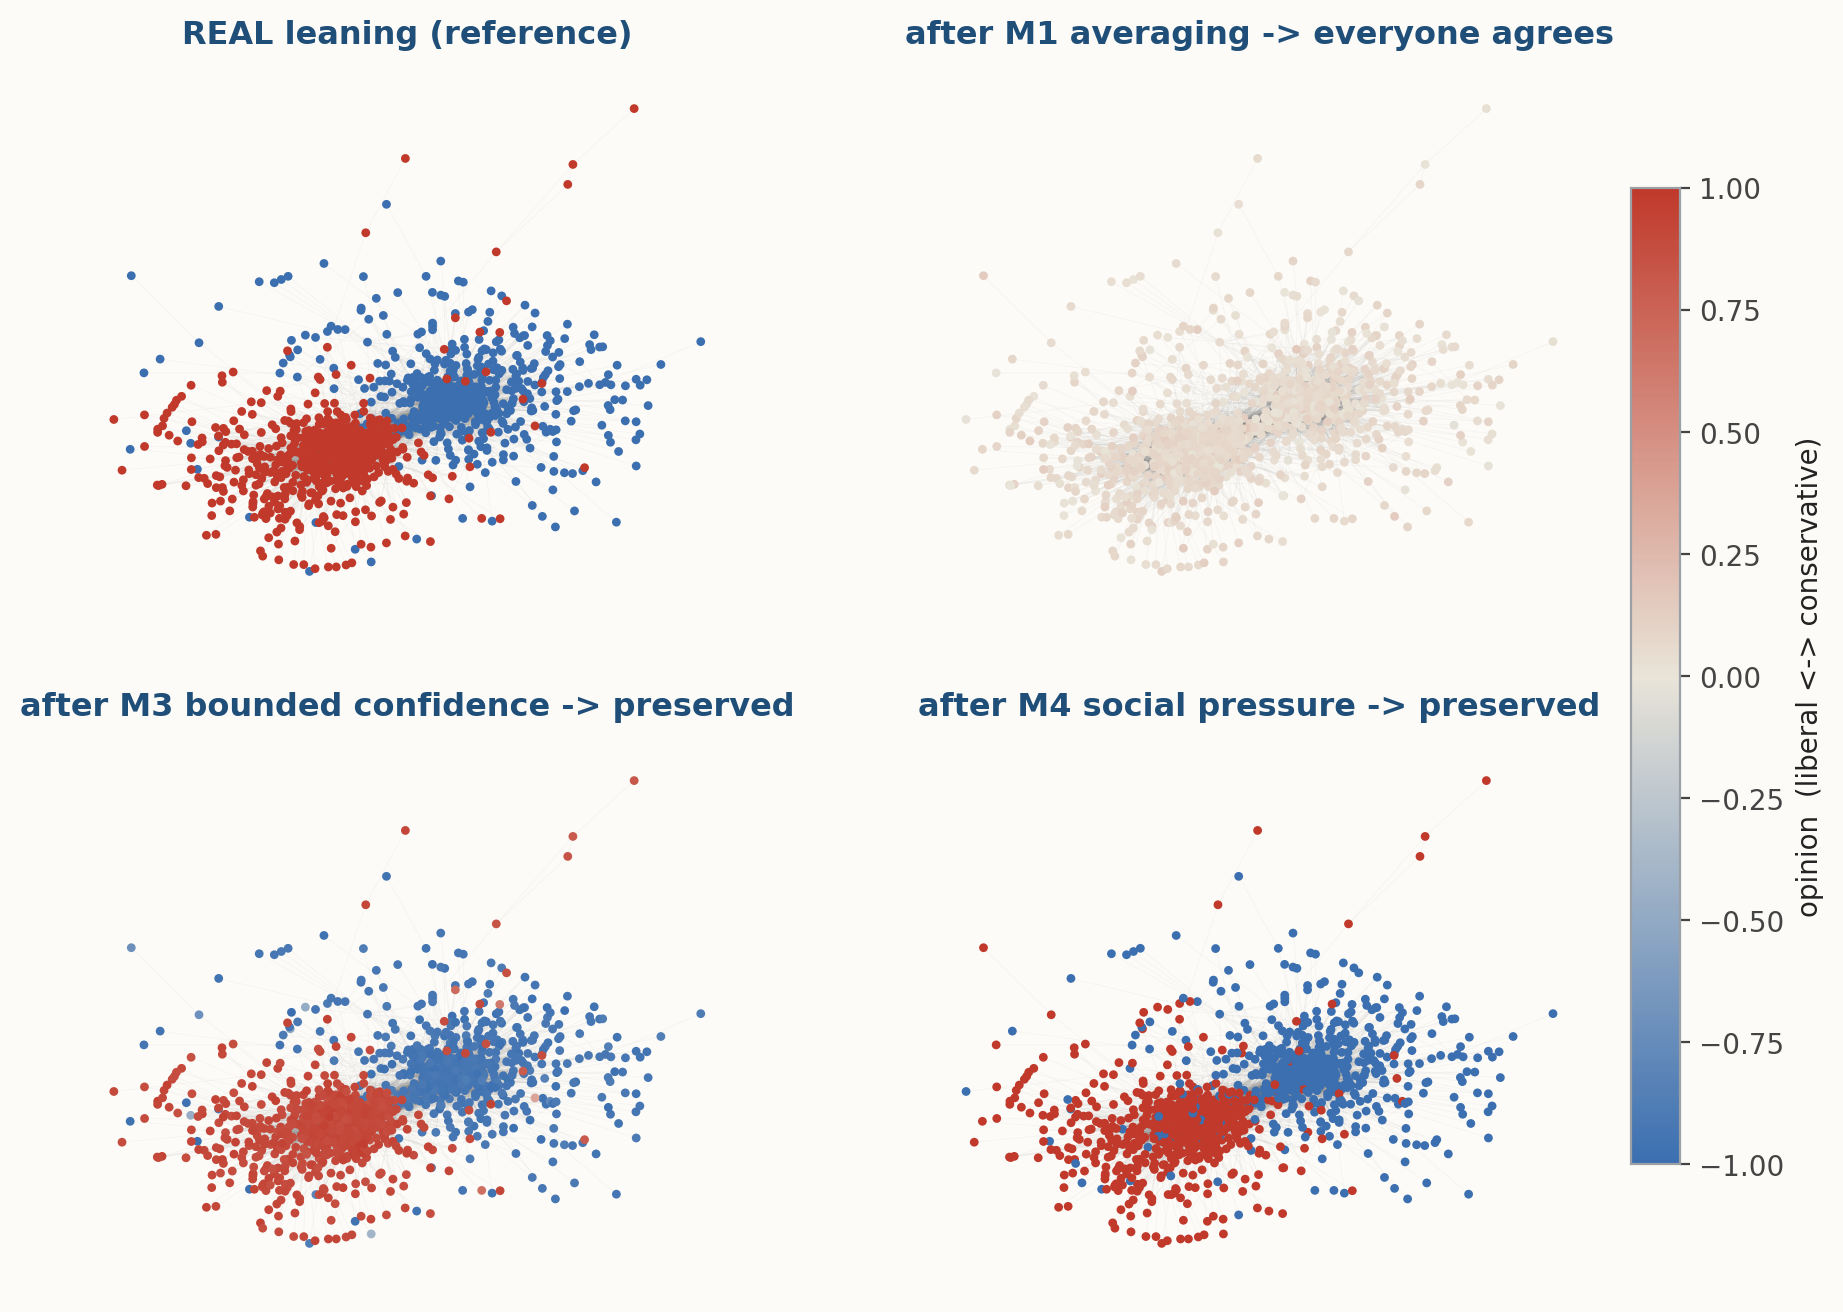 REAL leaning (reference)
after M1 averaging -> everyone agrees
after M3 bounded confidence -> preserved
after M4 social pressure -> preserved
1.00
0.75
0.50
0.25
0.00
−0.25
−0.50
−0.75
−1.00
opinion  (liberal <-> conservative)